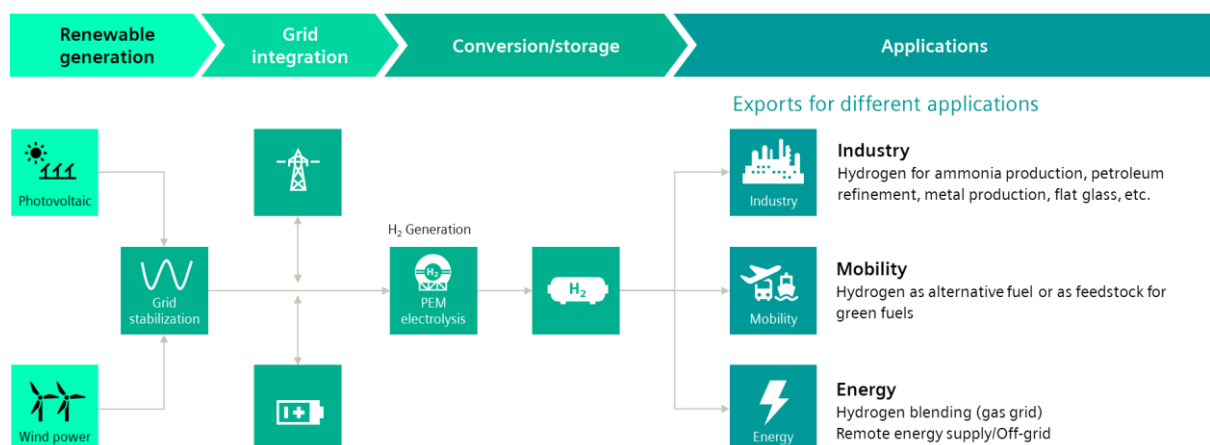 Renewable
generation
Grid
integration
Conversion/storage
Applications
Exports for different applications
Photovoltaic
Industry
Industry
Hydrogen for ammonia production, petroleum
refinement, metal production, flat glass, etc.
H₂ Generation
Grid
stabilization
H₂
PEM
electrolysis
H₂
Mobility
Mobility
Hydrogen as alternative fuel or as feedstock for
green fuels
Wind power
Energy
Energy
Hydrogen blending (gas grid)
Remote energy supply/Off-grid